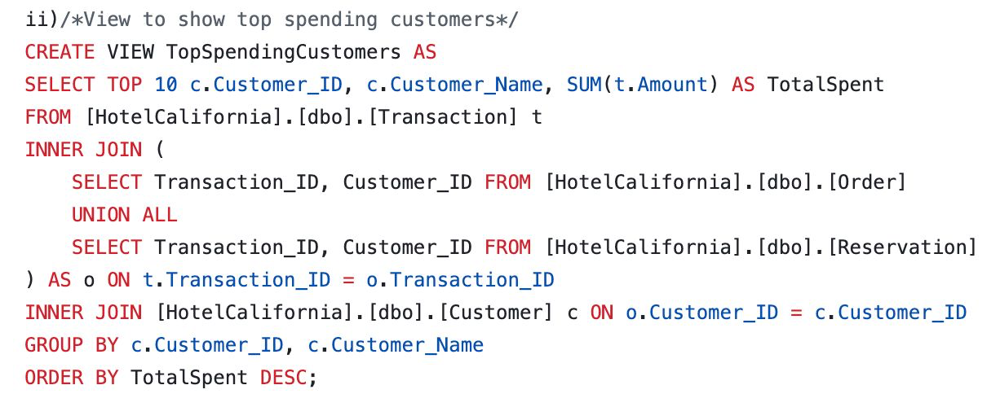 ii)/*View to show top spending customers*/
CREATE VIEW TopSpendingCustomers AS
SELECT TOP 10 c.Customer_ID, c.Customer_Name, SUM(t.Amount) AS TotalSpent
FROM [HotelCalifornia].[dbo].[Transaction] t
INNER JOIN (
    SELECT Transaction_ID, Customer_ID FROM [HotelCalifornia].[dbo].[Order]
    UNION ALL
    SELECT Transaction_ID, Customer_ID FROM [HotelCalifornia].[dbo].[Reservation]
) AS o ON t.Transaction_ID = o.Transaction_ID
INNER JOIN [HotelCalifornia].[dbo].[Customer] c ON o.Customer_ID = c.Customer_ID
GROUP BY c.Customer_ID, c.Customer_Name
ORDER BY TotalSpent DESC;